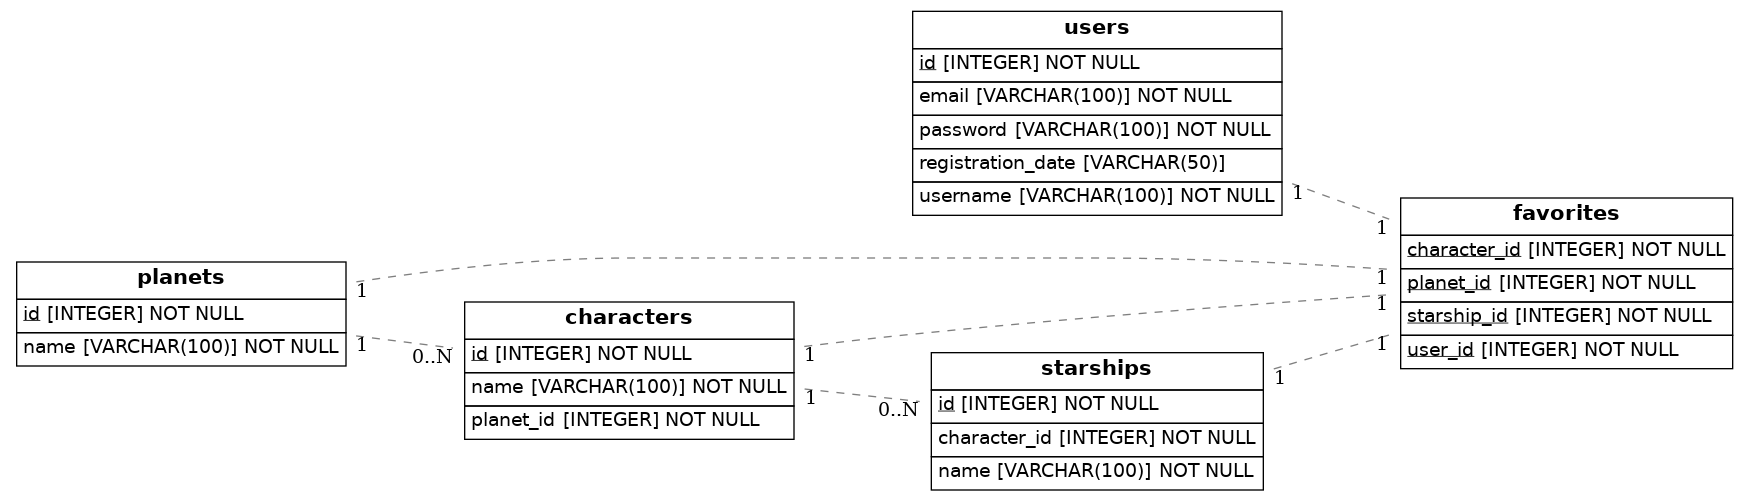 users
id [INTEGER] NOT NULL
email [VARCHAR(100)] NOT NULL
password [VARCHAR(100)] NOT NULL
registration_date [VARCHAR(50)]
username [VARCHAR(100)] NOT NULL
1
1
favorites
character_id [INTEGER] NOT NULL
planet_id [INTEGER] NOT NULL
starship_id [INTEGER] NOT NULL
user_id [INTEGER] NOT NULL
planets
id [INTEGER] NOT NULL
name [VARCHAR(100)] NOT NULL
1
1
1
0..N
characters
id [INTEGER] NOT NULL
name [VARCHAR(100)] NOT NULL
planet_id [INTEGER] NOT NULL
1
1
1
0..N
starships
id [INTEGER] NOT NULL
character_id [INTEGER] NOT NULL
name [VARCHAR(100)] NOT NULL
1
1